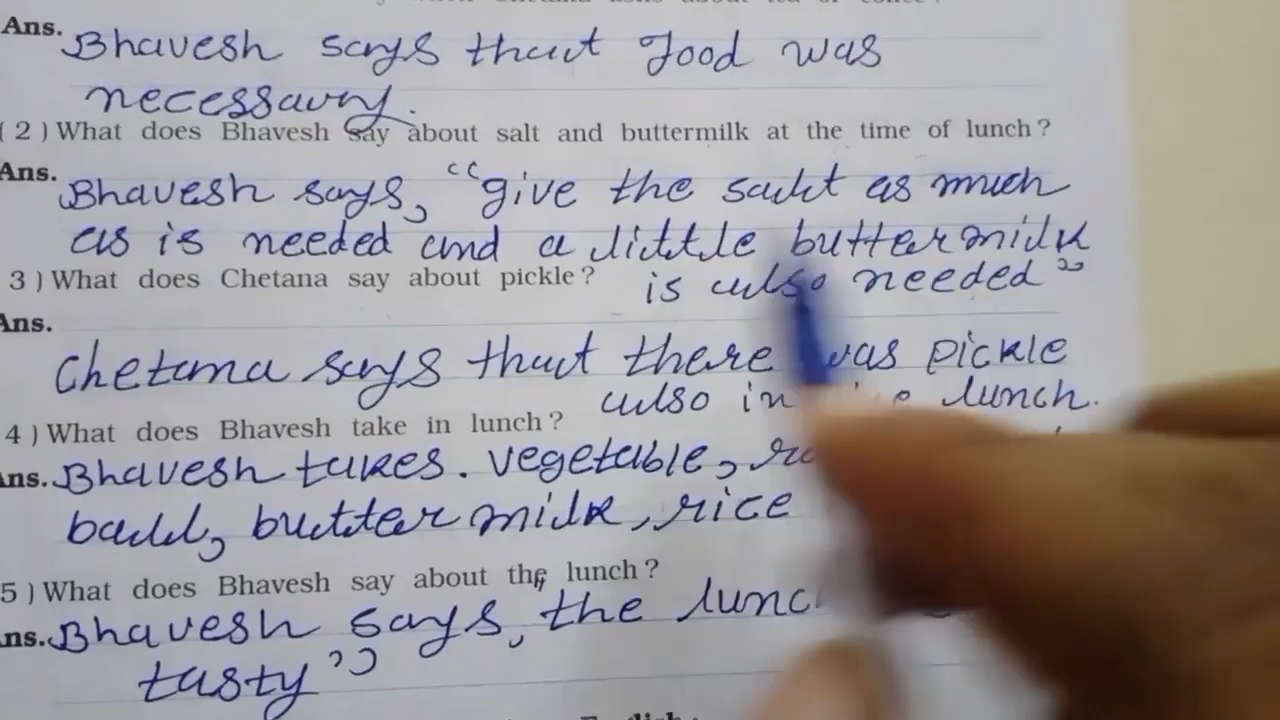 Ans. Bhavesh says that food was
necessary.
( 2 ) What does Bhavesh say about salt and buttermilk at the time of lunch ?
Ans. Bhavesh says, "give the salt as much
as is needed and a little buttermilk
is also needed"
3 ) What does Chetana say about pickle ?
Ans.
Chetana says that there was pickle
also in lunch.
4 ) What does Bhavesh take in lunch ?
Ans. Bhavesh takes. vegetable,
ball, buttermilk, rice
5 ) What does Bhavesh say about the lunch ?
Ans. Bhavesh says, the
tasty"